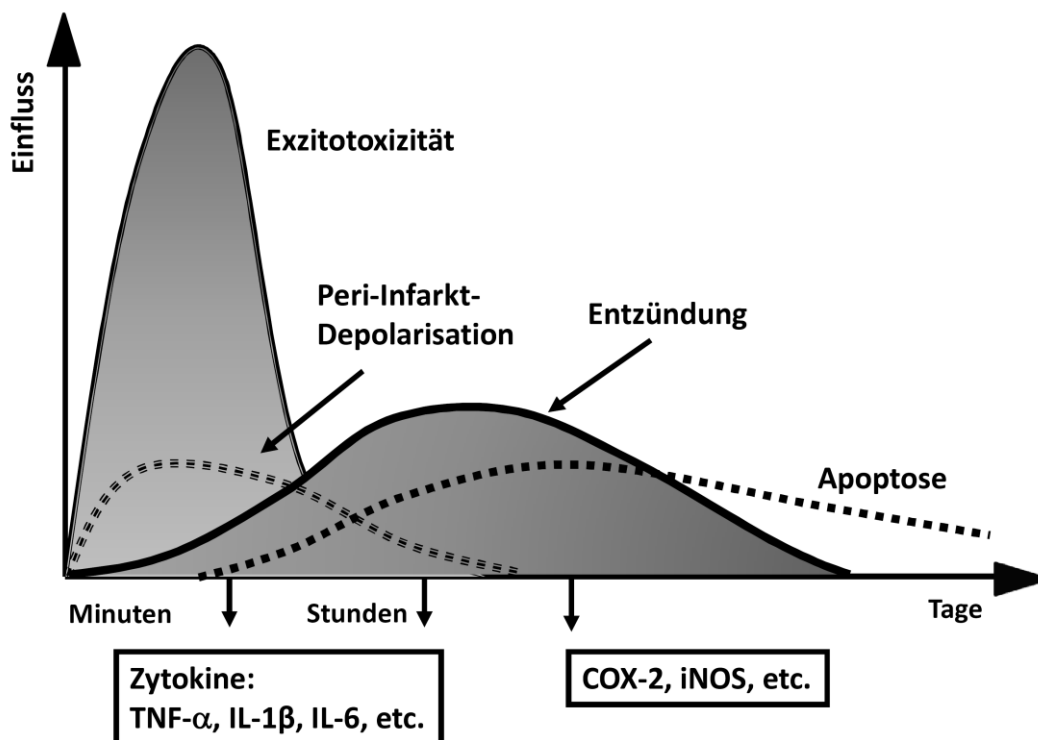 Einfluss
Exzitotoxizität
Peri-Infarkt-
Depolarisation
Entzündung
Apoptose
Minuten
Stunden
Tage
Zytokine:
TNF-α, IL-1β, IL-6, etc.
COX-2, iNOS, etc.